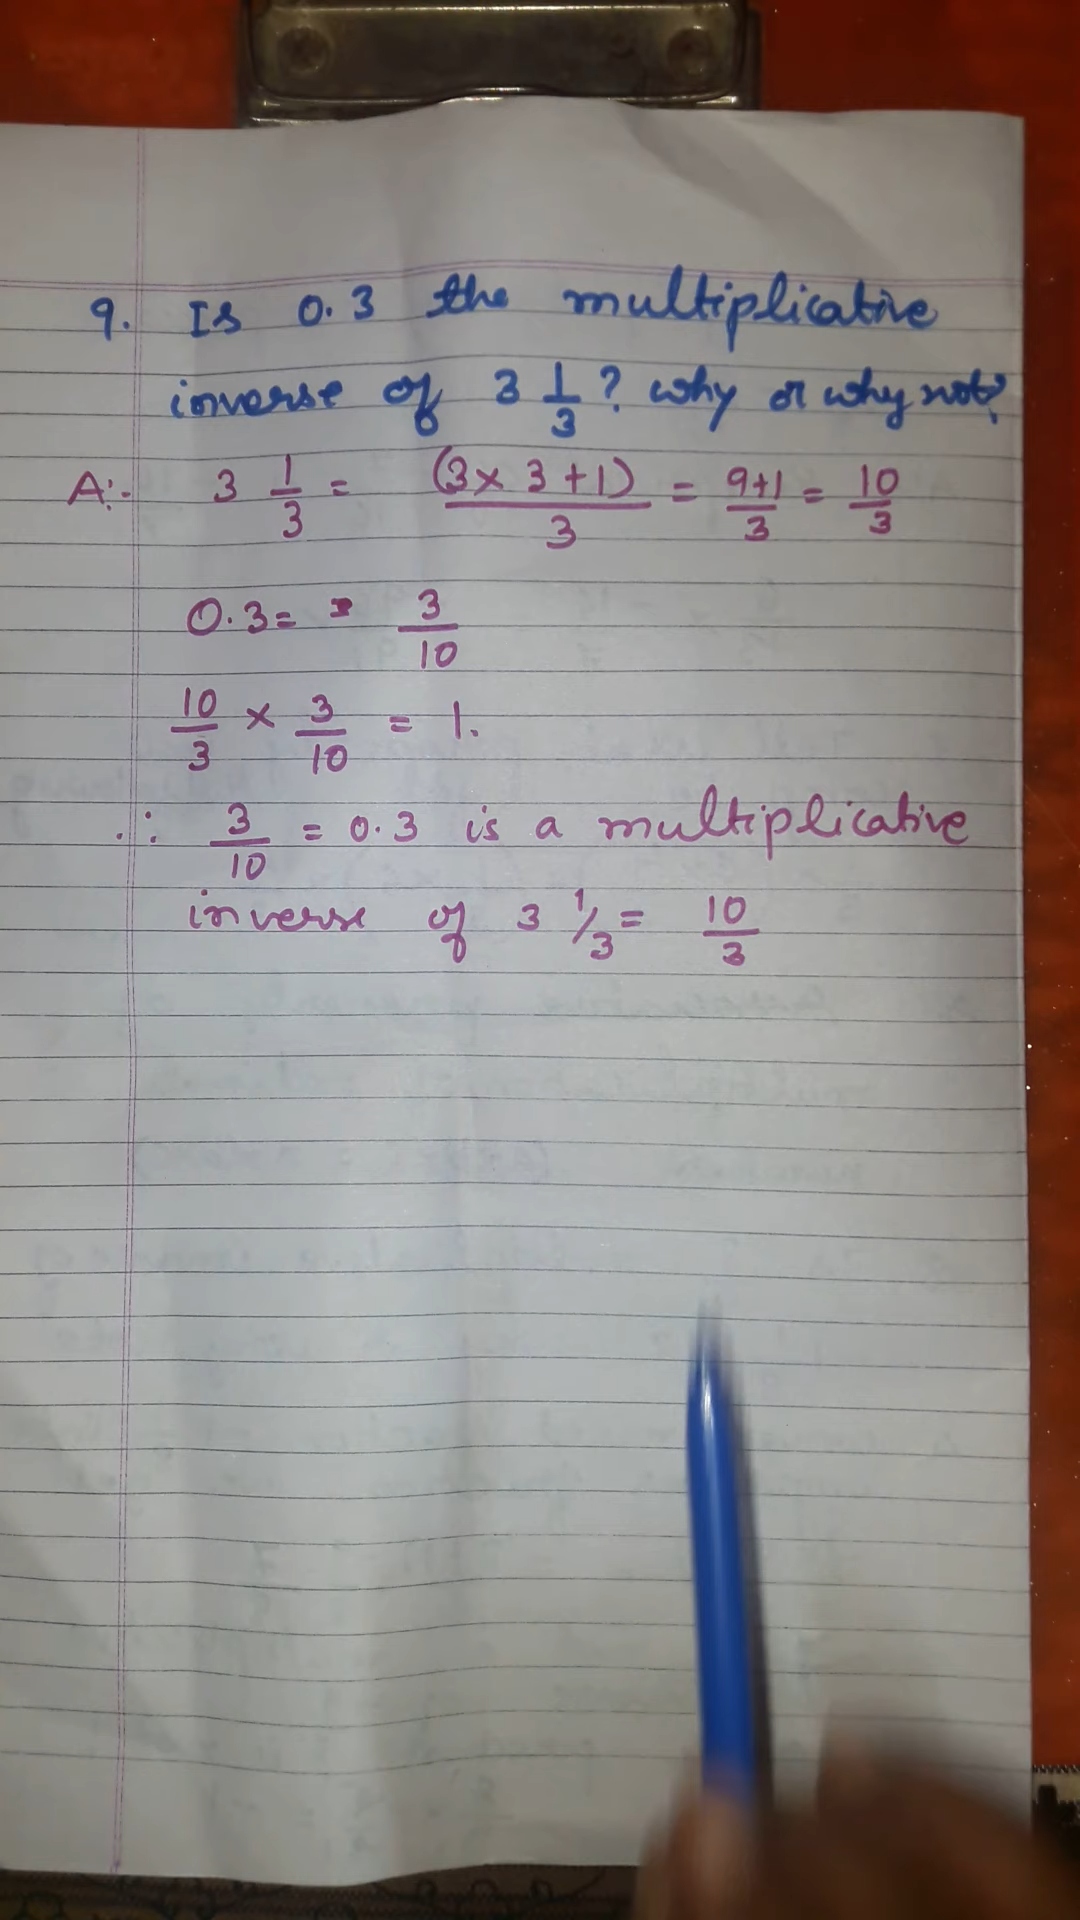 9. Is 0.3 the multiplicative
inverse of 3 1/3? why or why not?
A:- 3 1/3 = (3x 3+1)/3 = 9+1/3 = 10/3
0.3 = 3/10
10/3 x 3/10 = 1.
∴ 3/10 = 0.3 is a multiplicative
inverse of 3 1/3 = 10/3